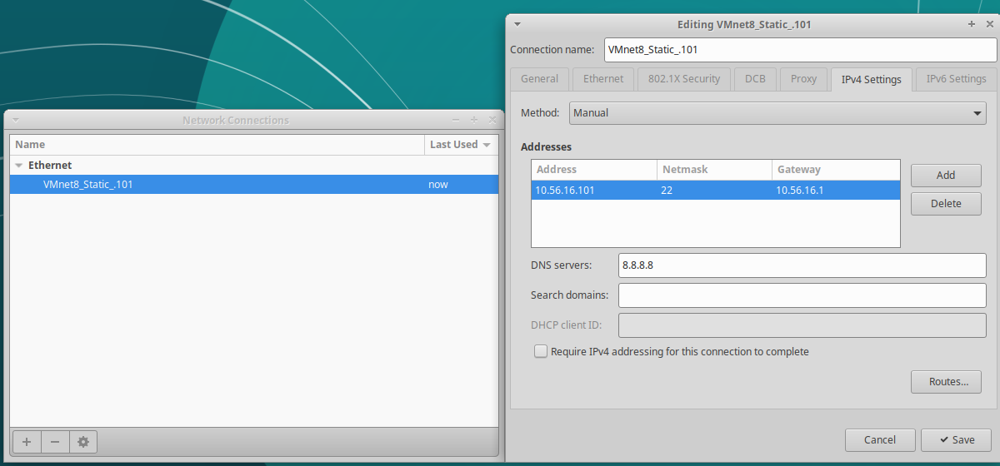 Network Connections
Name Last Used
Ethernet
VMnet8_Static_.101 now
Editing VMnet8_Static_.101
Connection name: VMnet8_Static_.101
General Ethernet 802.1X Security DCB Proxy IPv4 Settings IPv6 Settings
Method: Manual
Addresses
Address Netmask Gateway
10.56.16.101 22 10.56.16.1
Add
Delete
DNS servers: 8.8.8.8
Search domains:
DHCP client ID:
Require IPv4 addressing for this connection to complete
Routes...
Cancel Save